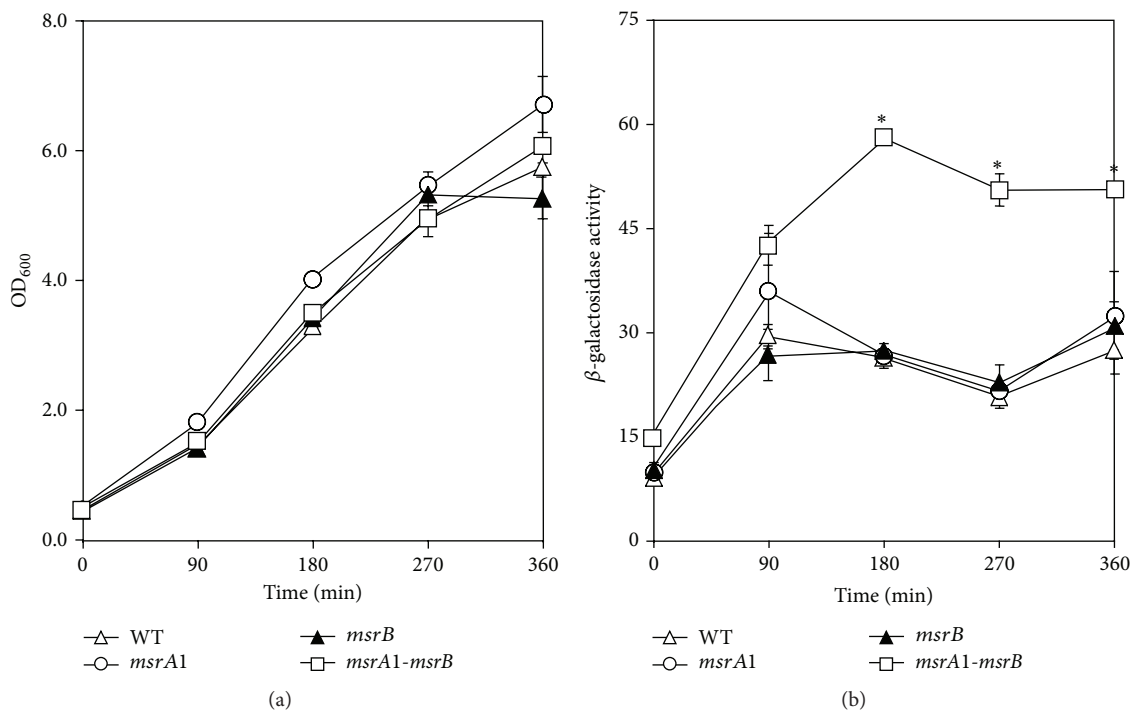 8.0
6.0
4.0
2.0
0.0
OD600
0 90 180 270 360
Time (min)
WT
msrA1
msrB
msrA1-msrB
(a)
75
60
45
30
15
0
β-galactosidase activity
*
*
*
0 90 180 270 360
Time (min)
WT
msrA1
msrB
msrA1-msrB
(b)